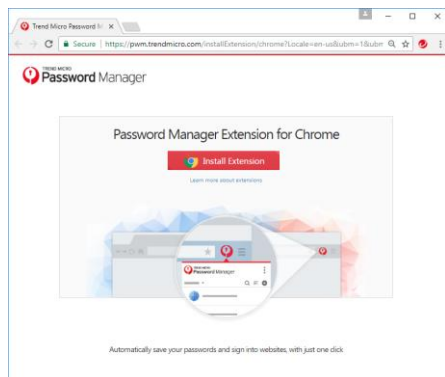 Trend Micro Password M
Secure | https://pwm.trendmicro.com/installExtension/chrome?Locale=en-us&ubm=1&ubm
TREND MICRO
Password Manager
Password Manager Extension for Chrome
Install Extension
Learn more about extensions
TREND MICRO
Password Manager
Automatically save your passwords and sign into websites, with just one click